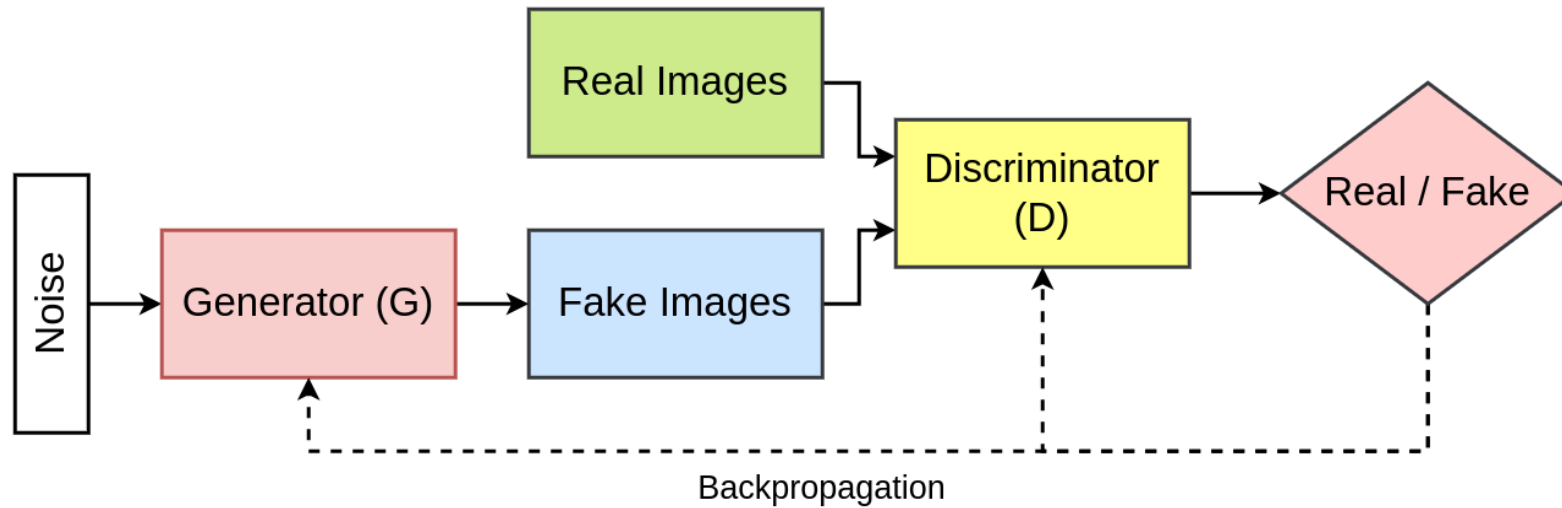 Real Images
Discriminator
(D)
Real / Fake
Noise
Generator (G)
Fake Images
Backpropagation